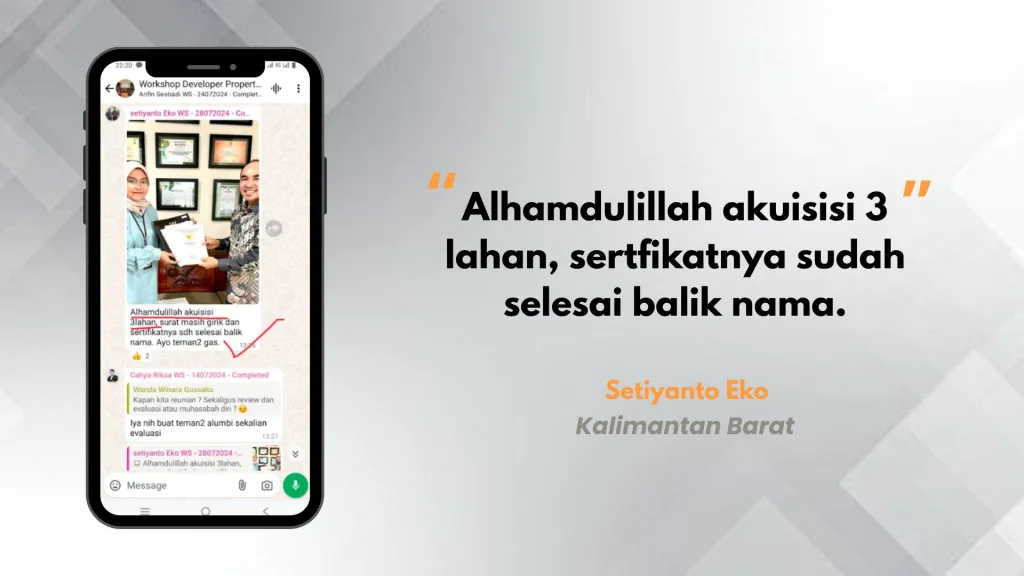 22:20
4G
Workshop Developer Propert...
Arifin Seotiadi WS - 24072024 - Complet...
setiyanto Eko WS - 28072024 - Co...
Alhamdulillah akuisisi
3lahan, surat masih girik dan
sertifikatnya sdh selesai balik
nama. Ayo teman2 gas.
👍 2
Cahya Riksa WS - 14072024 - Completed
Wanda Winara Gussaka
Kapan kita reunian ? Sekaligus review dan
evaluasi atau muhasabah diri ? 😊
Iya nih buat teman2 alumbi sekalian
evaluasi
13:27
setiyanto Eko WS - 28072024 -...
Alhamdulillah akuisisi 3lahan,
Message
“ Alhamdulillah akuisisi 3 ”
lahan, sertfikatnya sudah
selesai balik nama.
Setiyanto Eko
Kalimantan Barat